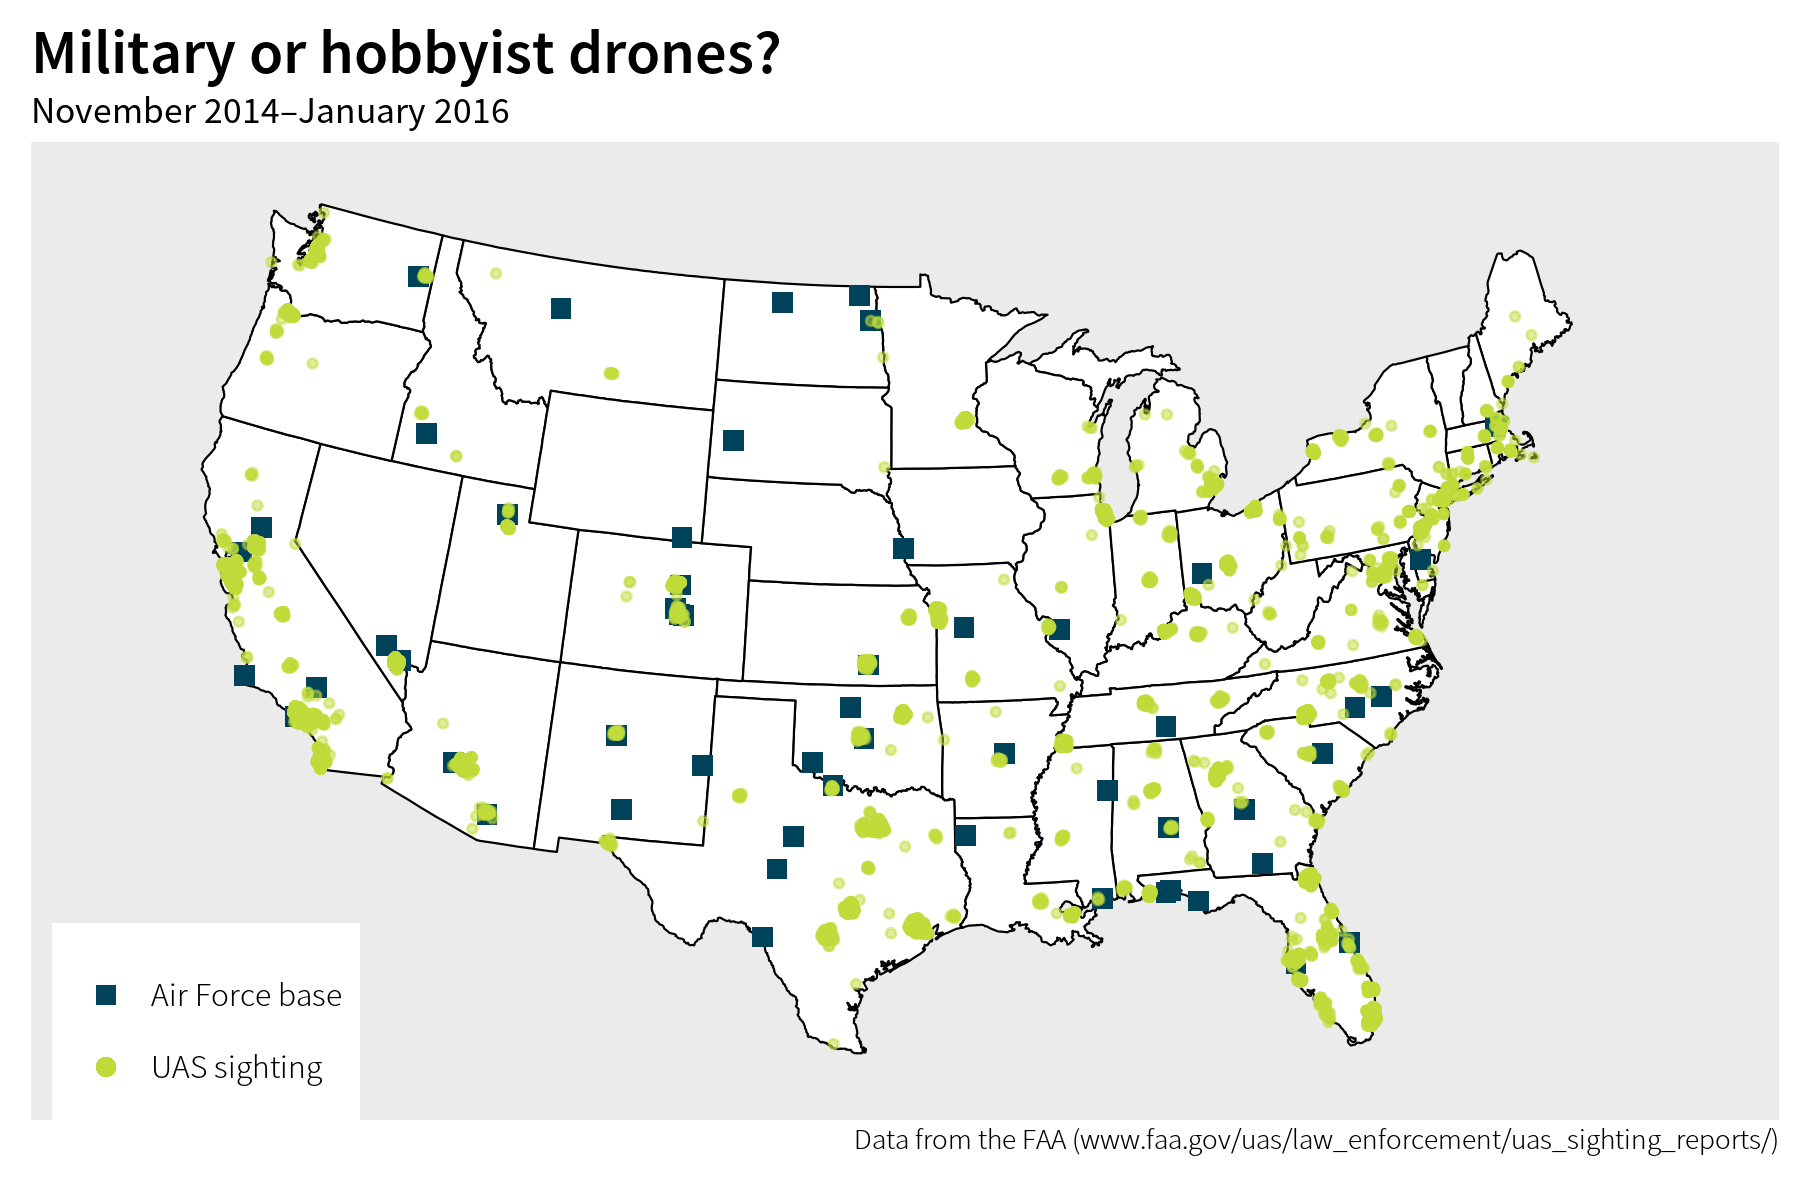 Military or hobbyist drones?
November 2014–January 2016
Air Force base
UAS sighting
Data from the FAA (www.faa.gov/uas/law_enforcement/uas_sighting_reports/)